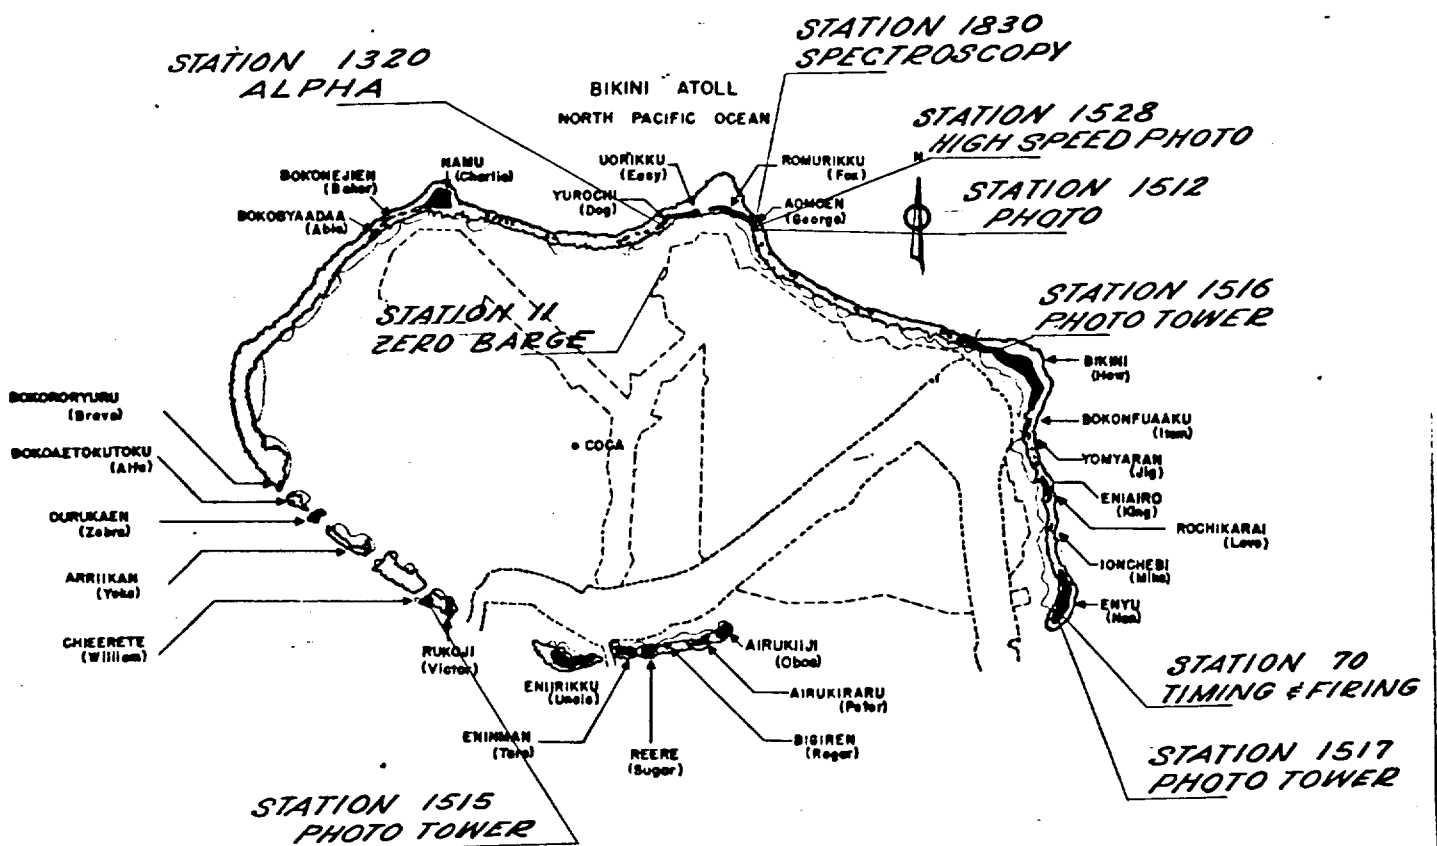 STATION 1830
SPECTROSCOPY
STATION 1320
ALPHA
BIKINI ATOLL
NORTH PACIFIC OCEAN
STATION 1528
HIGH SPEED PHOTO
N
STATION 1512
PHOTO
NAMU
(Charlie)
BOKONEJIEN
(Baker)
BOKOBYAADAA
(Able)
UORIKKU
(Easy)
YUROCHI
(Dog)
ROMURIKKU
(Fox)
AOMOEN
(George)
STATION 11
ZERO BARGE
STATION 1516
PHOTO TOWER
BIKINI
(How)
BOKONFUAAKU
(Item)
YOMYARAN
(Jig)
ENIAIRO
(King)
ROCHIKARAI
(Love)
IONCHEBI
(Mike)
ENYU
(Nan)
COCA
BOKORORYURU
(Bravo)
BOKOAETOKUTOKU
(Alfa)
OURUKAEN
(Zebra)
ARRIIKAN
(Yoke)
CHIEERETE
(William)
RUKOJI
(Victor)
ENIIRIKKU
(Uncle)
ENINMAN
(Tare)
REERE
(Sugar)
BIGIREN
(Roger)
AIRUKIRARU
(Peter)
AIRUKIIJI
(Oboe)
STATION 70
TIMING & FIRING
STATION 1517
PHOTO TOWER
STATION 1515
PHOTO TOWER